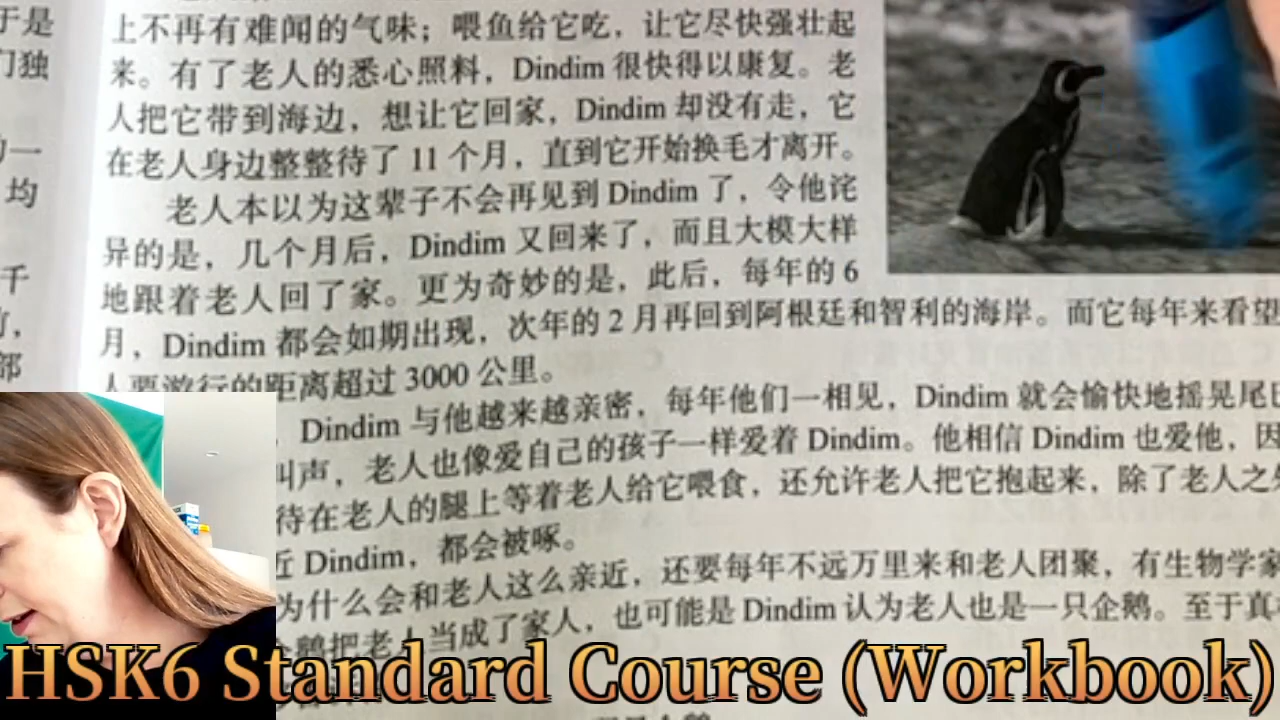 上不再有难闻的气味；喂鱼给它吃，让它尽快强壮起
来。有了老人的悉心照料，Dindim 很快得以康复。老
人把它带到海边，想让它回家，Dindim 却没有走，它
在老人身边整整待了 11 个月，直到它开始换毛才离开。
老人本以为这辈子不会再见到 Dindim 了，令他诧
异的是，几个月后，Dindim 又回来了，而且大模大样
地跟着老人回了家。更为奇妙的是，此后，每年的 6
月，Dindim 都会如期出现，次年的 2 月再回到阿根廷和智利的海岸。而它每年来看望
人要游行的距离超过 3000 公里。
，Dindim 与他越来越亲密，每年他们一相见，Dindim 就会愉快地摇晃尾
叫声，老人也像爱自己的孩子一样爱着 Dindim。他相信 Dindim 也爱他，因
待在老人的腿上等着老人给它喂食，还允许老人把它抱起来，除了老人之
近 Dindim，都会被啄。
为什么会和老人这么亲近，还要每年不远万里来和老人团聚，有生物学家
鹅把老人当成了家人，也可能是 Dindim 认为老人也是一只企鹅。至于真
于是
们独
一
均
千
部
HSK6 Standard Course (Workbook)